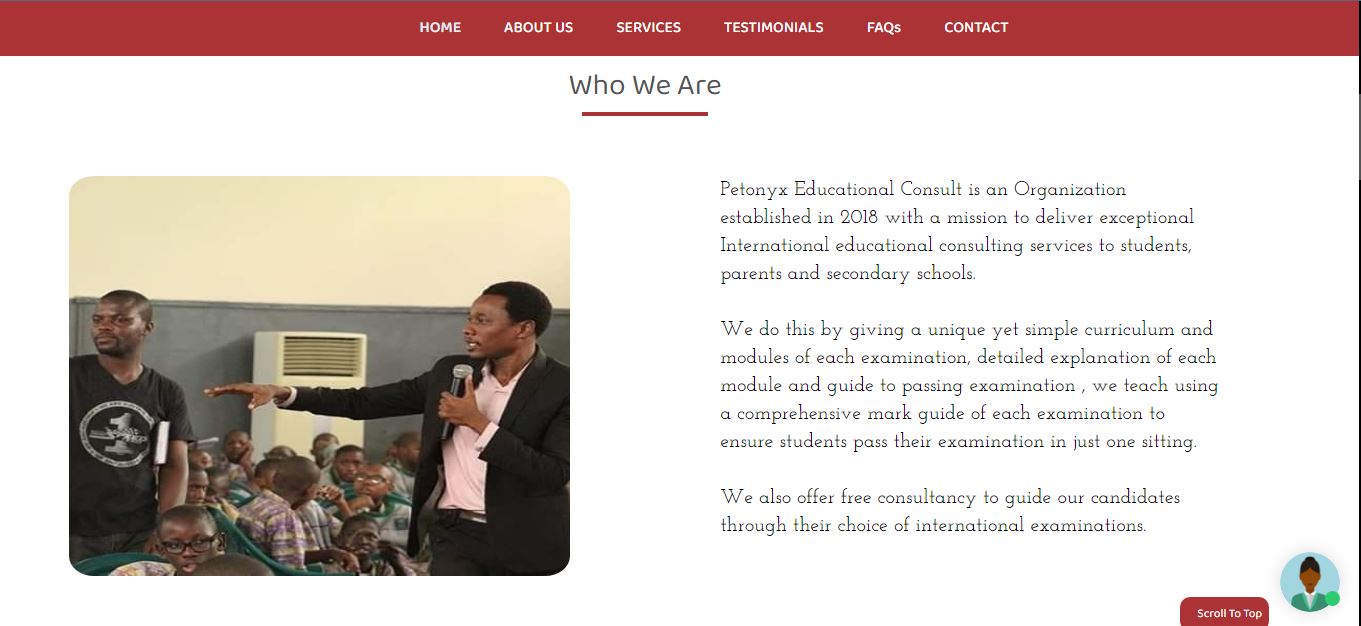 HOME ABOUT US SERVICES TESTIMONIALS FAQs CONTACT
Who We Are
Petonyx Educational Consult is an Organization
established in 2018 with a mission to deliver exceptional
International educational consulting services to students,
parents and secondary schools.
We do this by giving a unique yet simple curriculum and
modules of each examination, detailed explanation of each
module and guide to passing examination , we teach using
a comprehensive mark guide of each examination to
ensure students pass their examination in just one sitting.
We also offer free consultancy to guide our candidates
through their choice of international examinations.
Scroll To Top